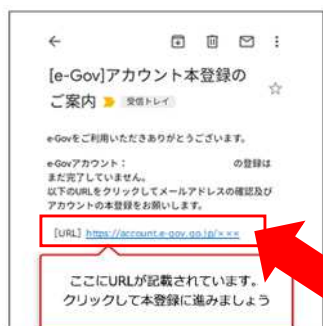 [e-Gov]アカウント本登録の
ご案内 受信トレイ
e-Govをご利用いただきありがとうございます。
e-Govアカウント： の登録は
まだ完了していません。
以下のURLをクリックしてメールアドレスの確認及び
アカウントの本登録をお願いします。
[URL] https://account.e-gov.go.jp/×××
ここにURLが記載されています。
クリックして本登録に進みましょう